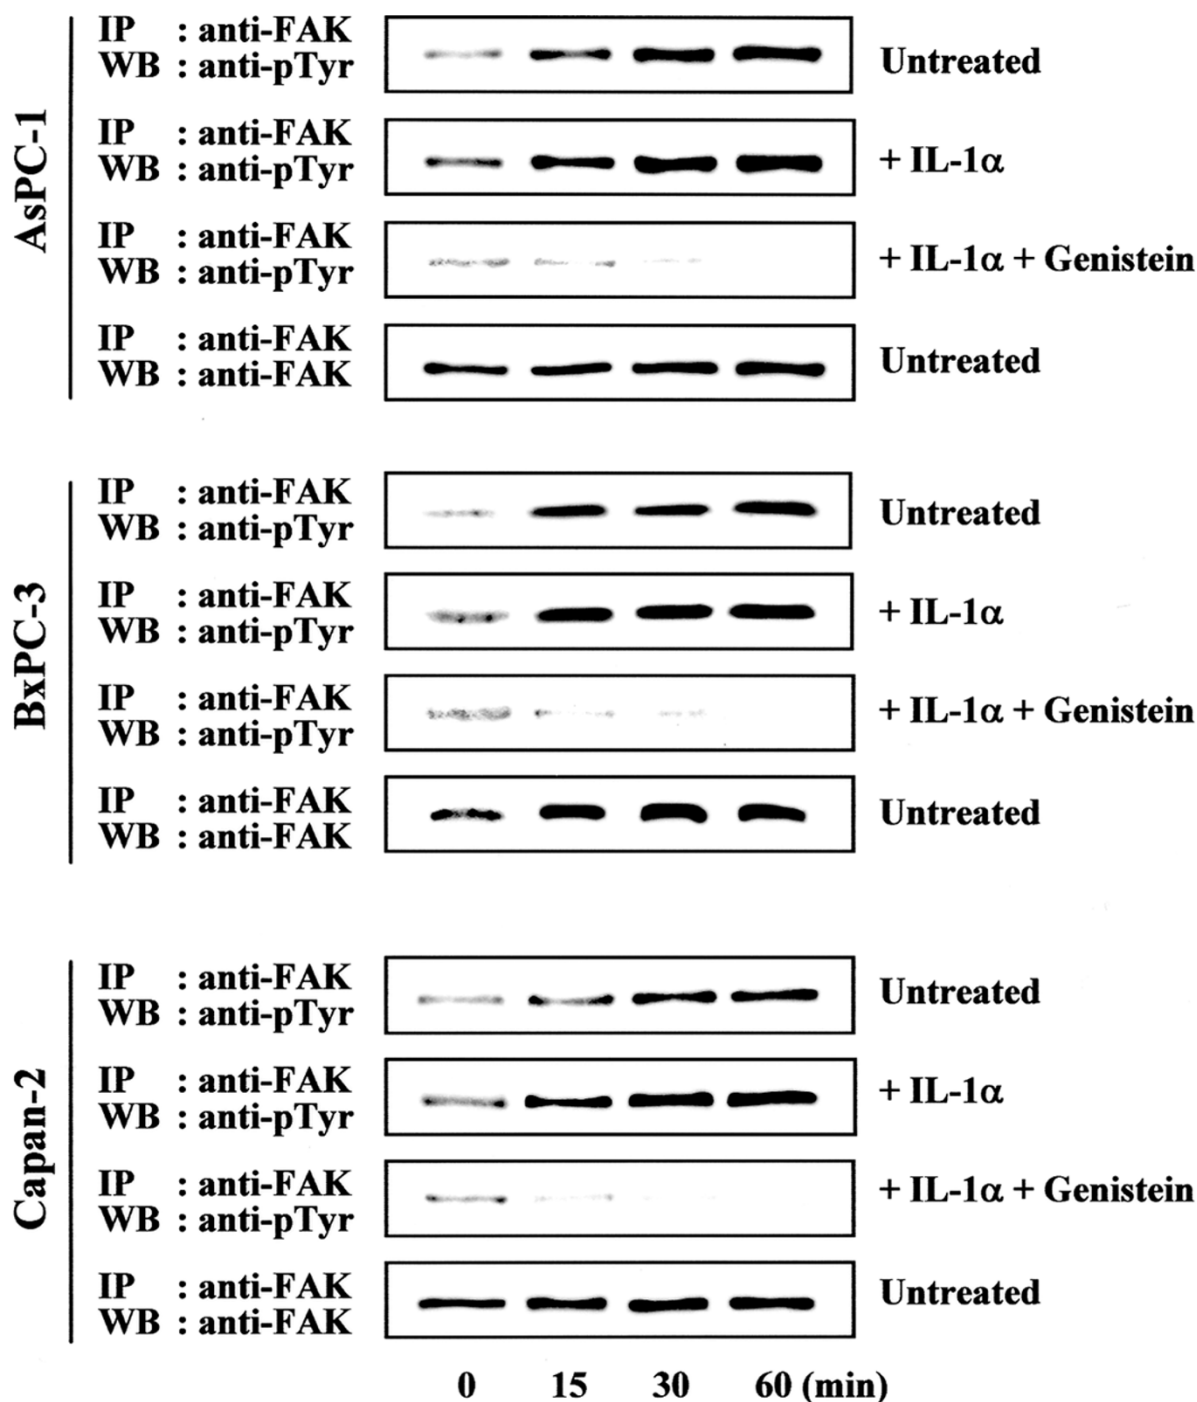 AsPC-1
IP : anti-FAK
WB : anti-pTyr
Untreated
IP : anti-FAK
WB : anti-pTyr
+ IL-1α
IP : anti-FAK
WB : anti-pTyr
+ IL-1α + Genistein
IP : anti-FAK
WB : anti-FAK
Untreated
BxPC-3
IP : anti-FAK
WB : anti-pTyr
Untreated
IP : anti-FAK
WB : anti-pTyr
+ IL-1α
IP : anti-FAK
WB : anti-pTyr
+ IL-1α + Genistein
IP : anti-FAK
WB : anti-FAK
Untreated
Capan-2
IP : anti-FAK
WB : anti-pTyr
Untreated
IP : anti-FAK
WB : anti-pTyr
+ IL-1α
IP : anti-FAK
WB : anti-pTyr
+ IL-1α + Genistein
IP : anti-FAK
WB : anti-FAK
Untreated
0 15 30 60 (min)